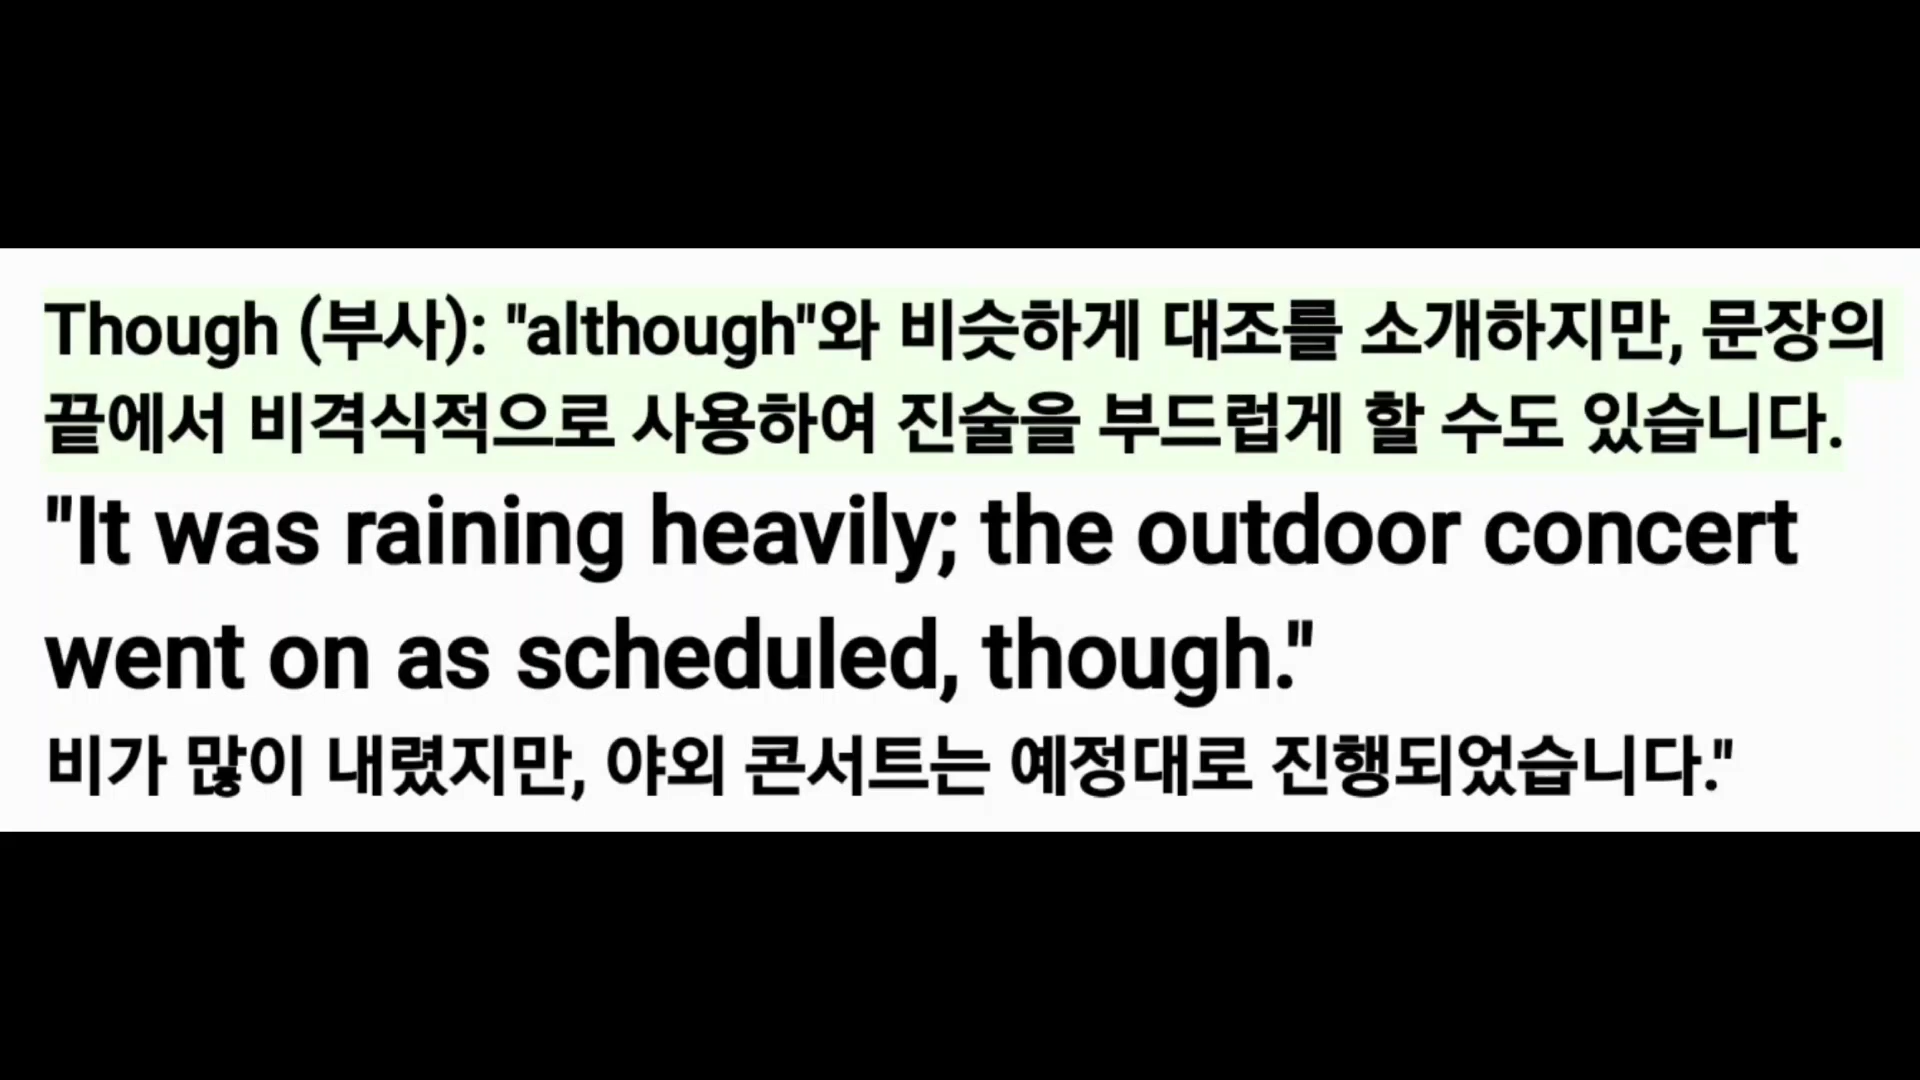 Though (부사): "although"와 비슷하게 대조를 소개하지만, 문장의
끝에서 비격식적으로 사용하여 진술을 부드럽게 할 수도 있습니다.
"It was raining heavily; the outdoor concert
went on as scheduled, though."
비가 많이 내렸지만, 야외 콘서트는 예정대로 진행되었습니다."